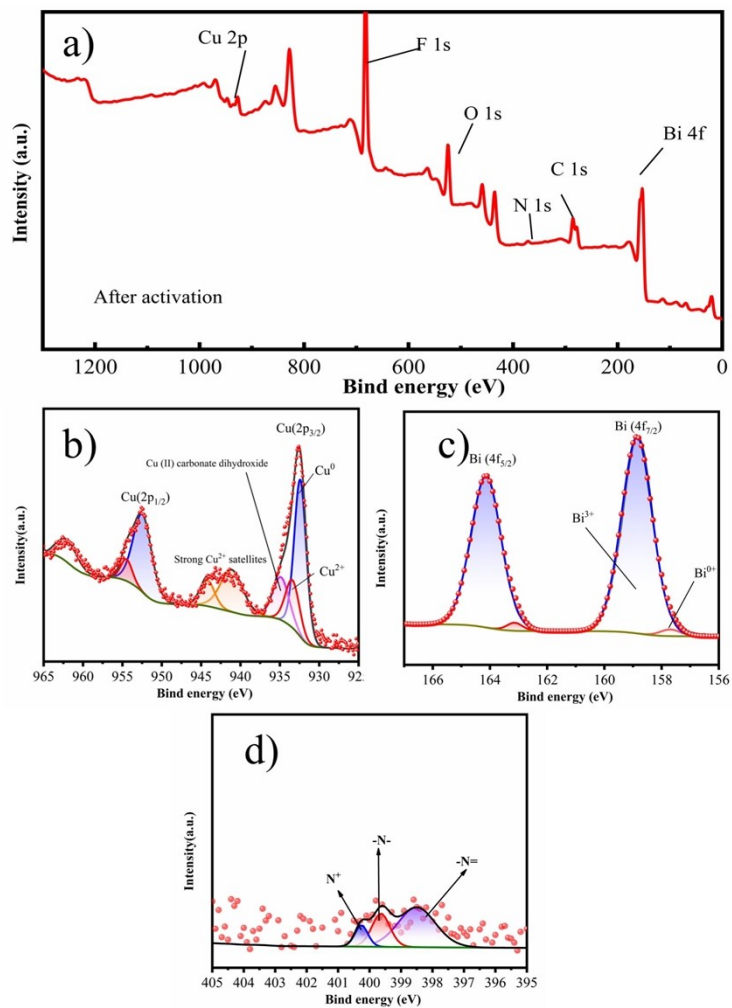 a)
Cu 2p
F 1s
O 1s
Bi 4f
C 1s
N 1s
After activation
Intensity (a.u.)
1200 1000 800 600 400 200 0
Bind energy (eV)
b)
Cu(2p3/2)
Cu (II) carbonate dihydroxide
Cu⁰
Cu(2p1/2)
Strong Cu²⁺ satellites
Cu²⁺
Intensity(a.u.)
965 960 955 950 945 940 935 930 92
Bind energy (eV)
c)
Bi (4f7/2)
Bi (4f5/2)
Bi³⁺
Bi⁰⁺
Intensity(a.u.)
166 164 162 160 158 156
Bind energy (eV)
d)
-N-
-N=
N⁺
Intensity(a.u.)
405 404 403 402 401 400 399 398 397 396 395
Bind energy (eV)